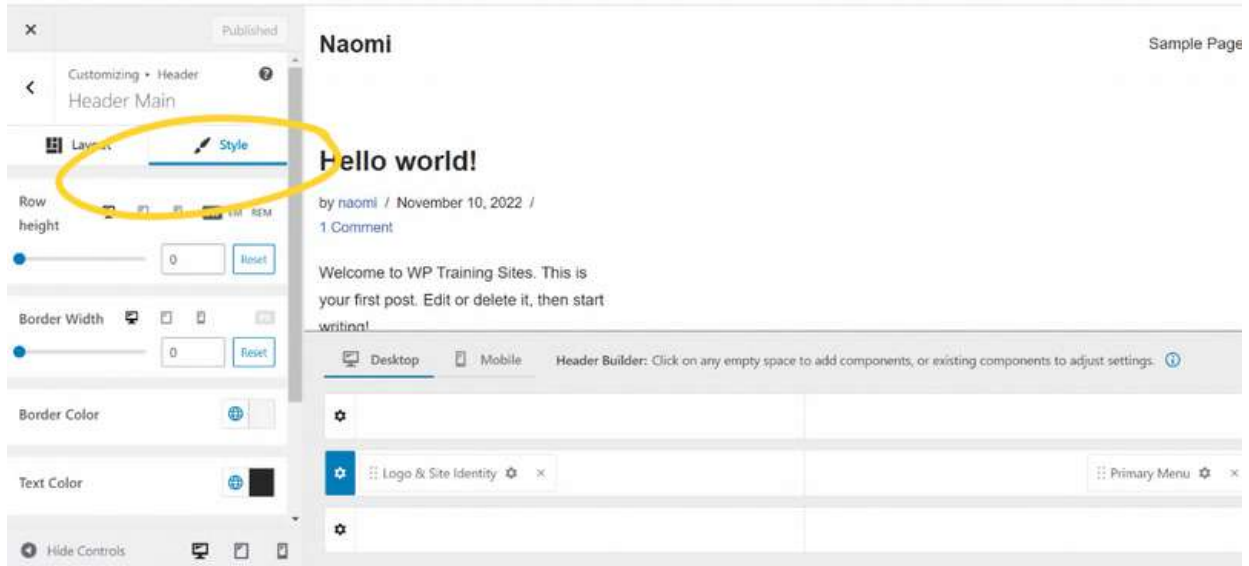 Published
Customizing • Header
Header Main
Layout
Style
Row
height
EM REM
0
Reset
Border Width
PX
0
Reset
Border Color
Text Color
Hide Controls
Naomi
Sample Page
Hello world!
by naomi / November 10, 2022 /
1 Comment
Welcome to WP Training Sites. This is
your first post. Edit or delete it, then start
writing!
Desktop
Mobile
Header Builder: Click on any empty space to add components, or existing components to adjust settings.
Logo & Site Identity
×
Primary Menu
×